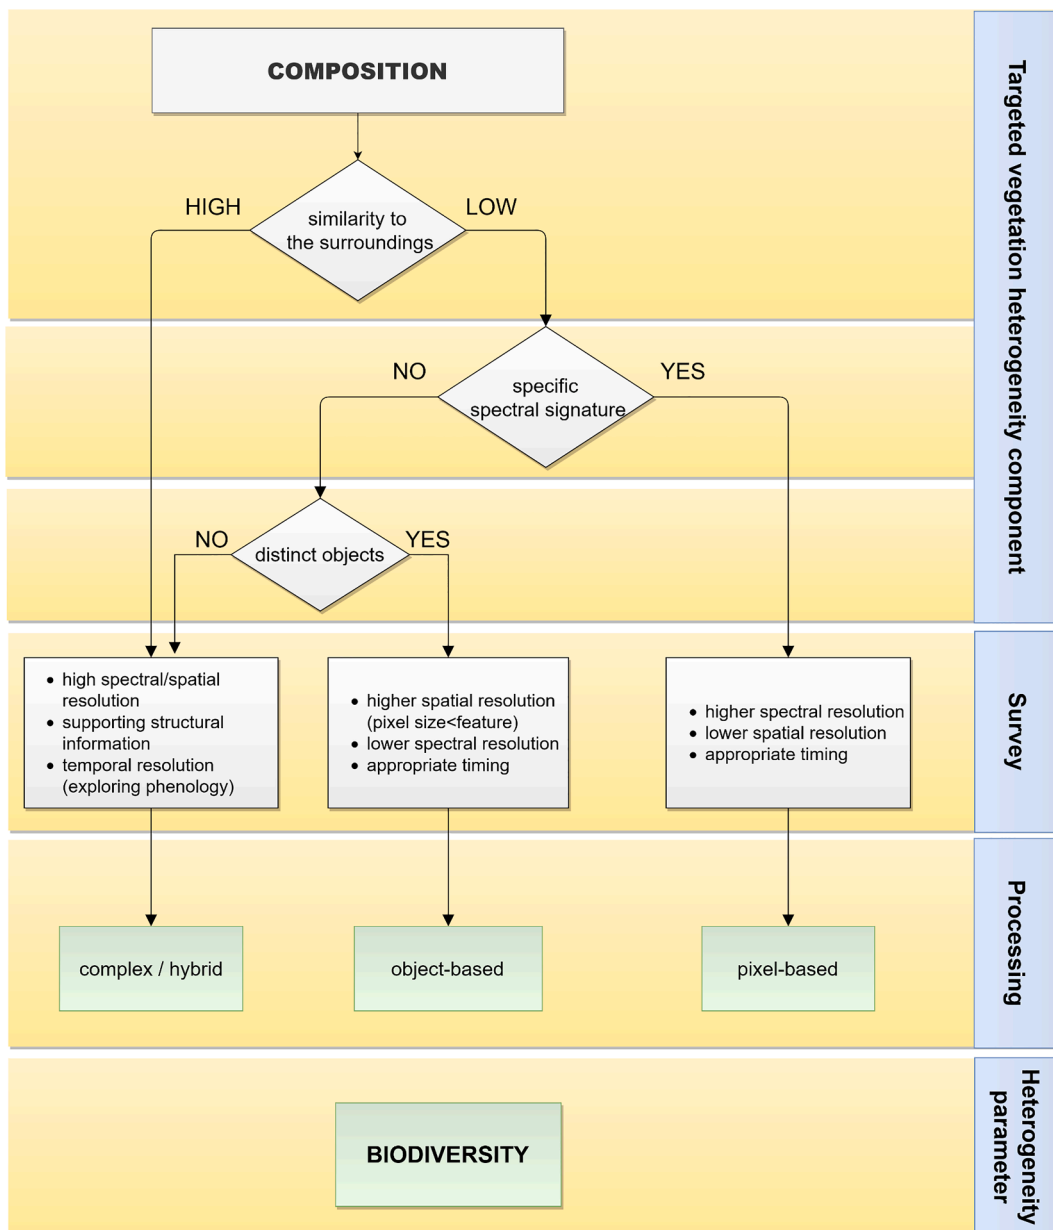 COMPOSITION
HIGH
LOW
similarity to
the surroundings
NO
YES
specific
spectral signature
NO
YES
distinct objects
• high spectral/spatial
resolution
• supporting structural
information
• temporal resolution
(exploring phenology)
• higher spatial resolution
(pixel size<feature)
• lower spectral resolution
• appropriate timing
• higher spectral resolution
• lower spatial resolution
• appropriate timing
complex / hybrid
object-based
pixel-based
BIODIVERSITY
Targeted vegetation heterogeneity component
Survey
Processing
Heterogeneity
parameter